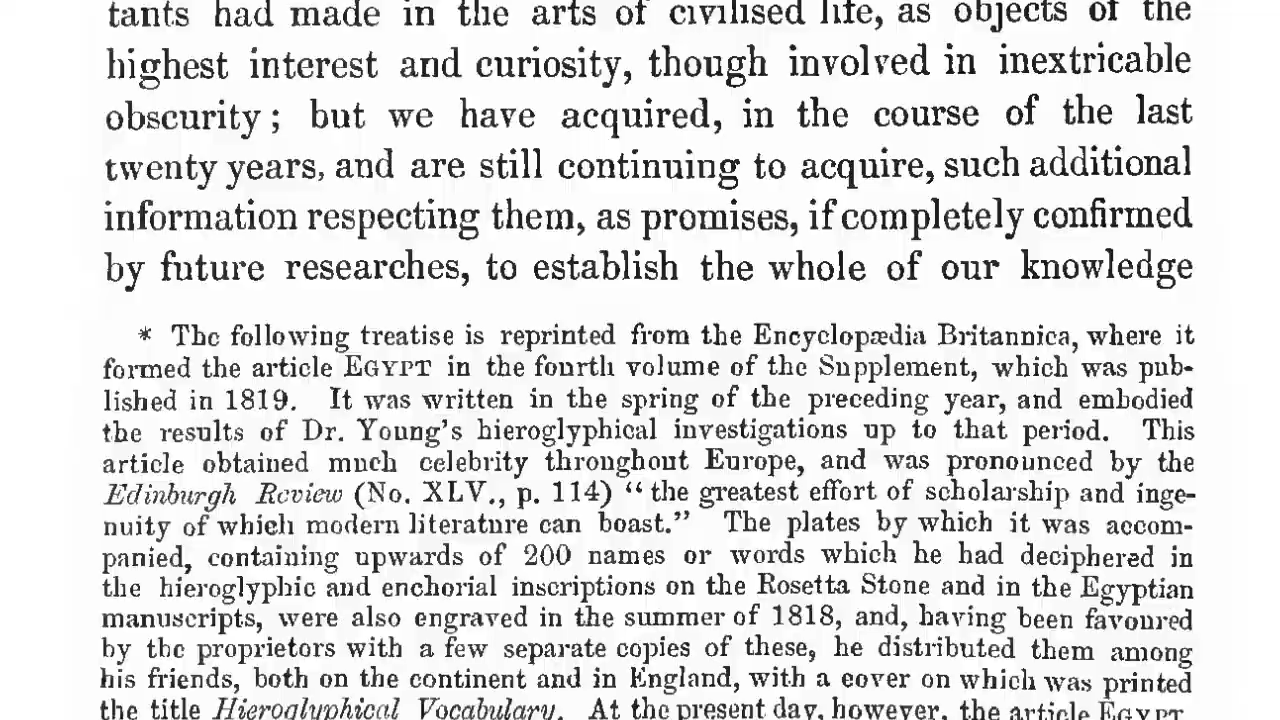 tants had made in the arts of civilised life, as objects of the
highest interest and curiosity, though involved in inextricable
obscurity; but we have acquired, in the course of the last
twenty years, and are still continuing to acquire, such additional
information respecting them, as promises, if completely confirmed
by future researches, to establish the whole of our knowledge
* The following treatise is reprinted from the Encyclopædia Britannica, where it
formed the article EGYPT in the fourth volume of the Supplement, which was pub-
lished in 1819. It was written in the spring of the preceding year, and embodied
the results of Dr. Young's hieroglyphical investigations up to that period. This
article obtained much celebrity throughout Europe, and was pronounced by the
Edinburgh Review (No. XLV., p. 114) “the greatest effort of scholarship and inge-
nuity of which modern literature can boast.” The plates by which it was accom-
panied, containing upwards of 200 names or words which he had deciphered in
the hieroglyphic and enchorial inscriptions on the Rosetta Stone and in the Egyptian
manuscripts, were also engraved in the summer of 1818, and, having been favoured
by the proprietors with a few separate copies of these, he distributed them among
his friends, both on the continent and in England, with a cover on which was printed
the title Hieroglyphical Vocabulary. At the present day, however, the article EGYPT,